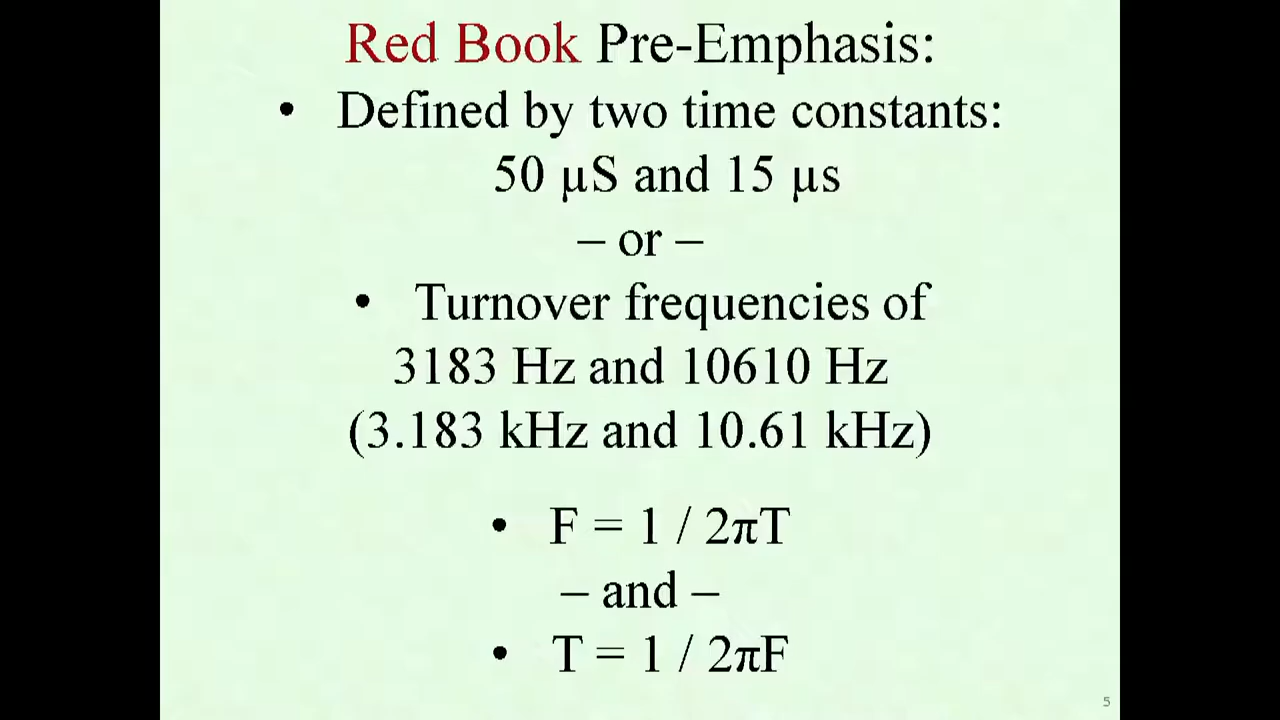 Red Book Pre-Emphasis:
• Defined by two time constants:
50 µS and 15 µs
– or –
• Turnover frequencies of
3183 Hz and 10610 Hz
(3.183 kHz and 10.61 kHz)
• F = 1 / 2πT
– and –
• T = 1 / 2πF
5